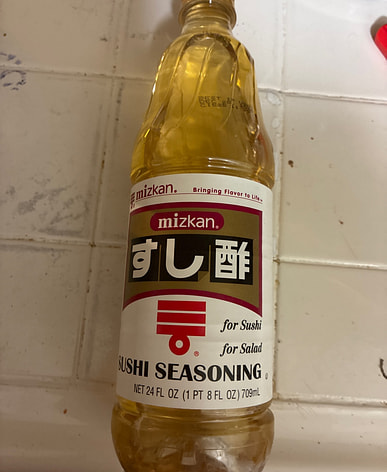 mizkan® Bringing Flavor to Life™
mizkan®
すし酢
for Sushi
for Salad
®
SUSHI SEASONING
NET 24 FL OZ (1 PT 8 FL OZ) 709mL